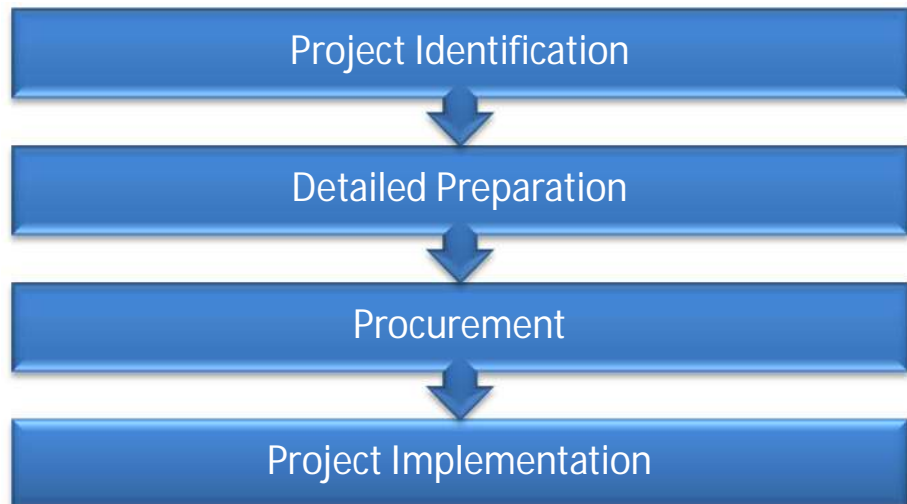 Project Identification
Detailed Preparation
Procurement
Project Implementation